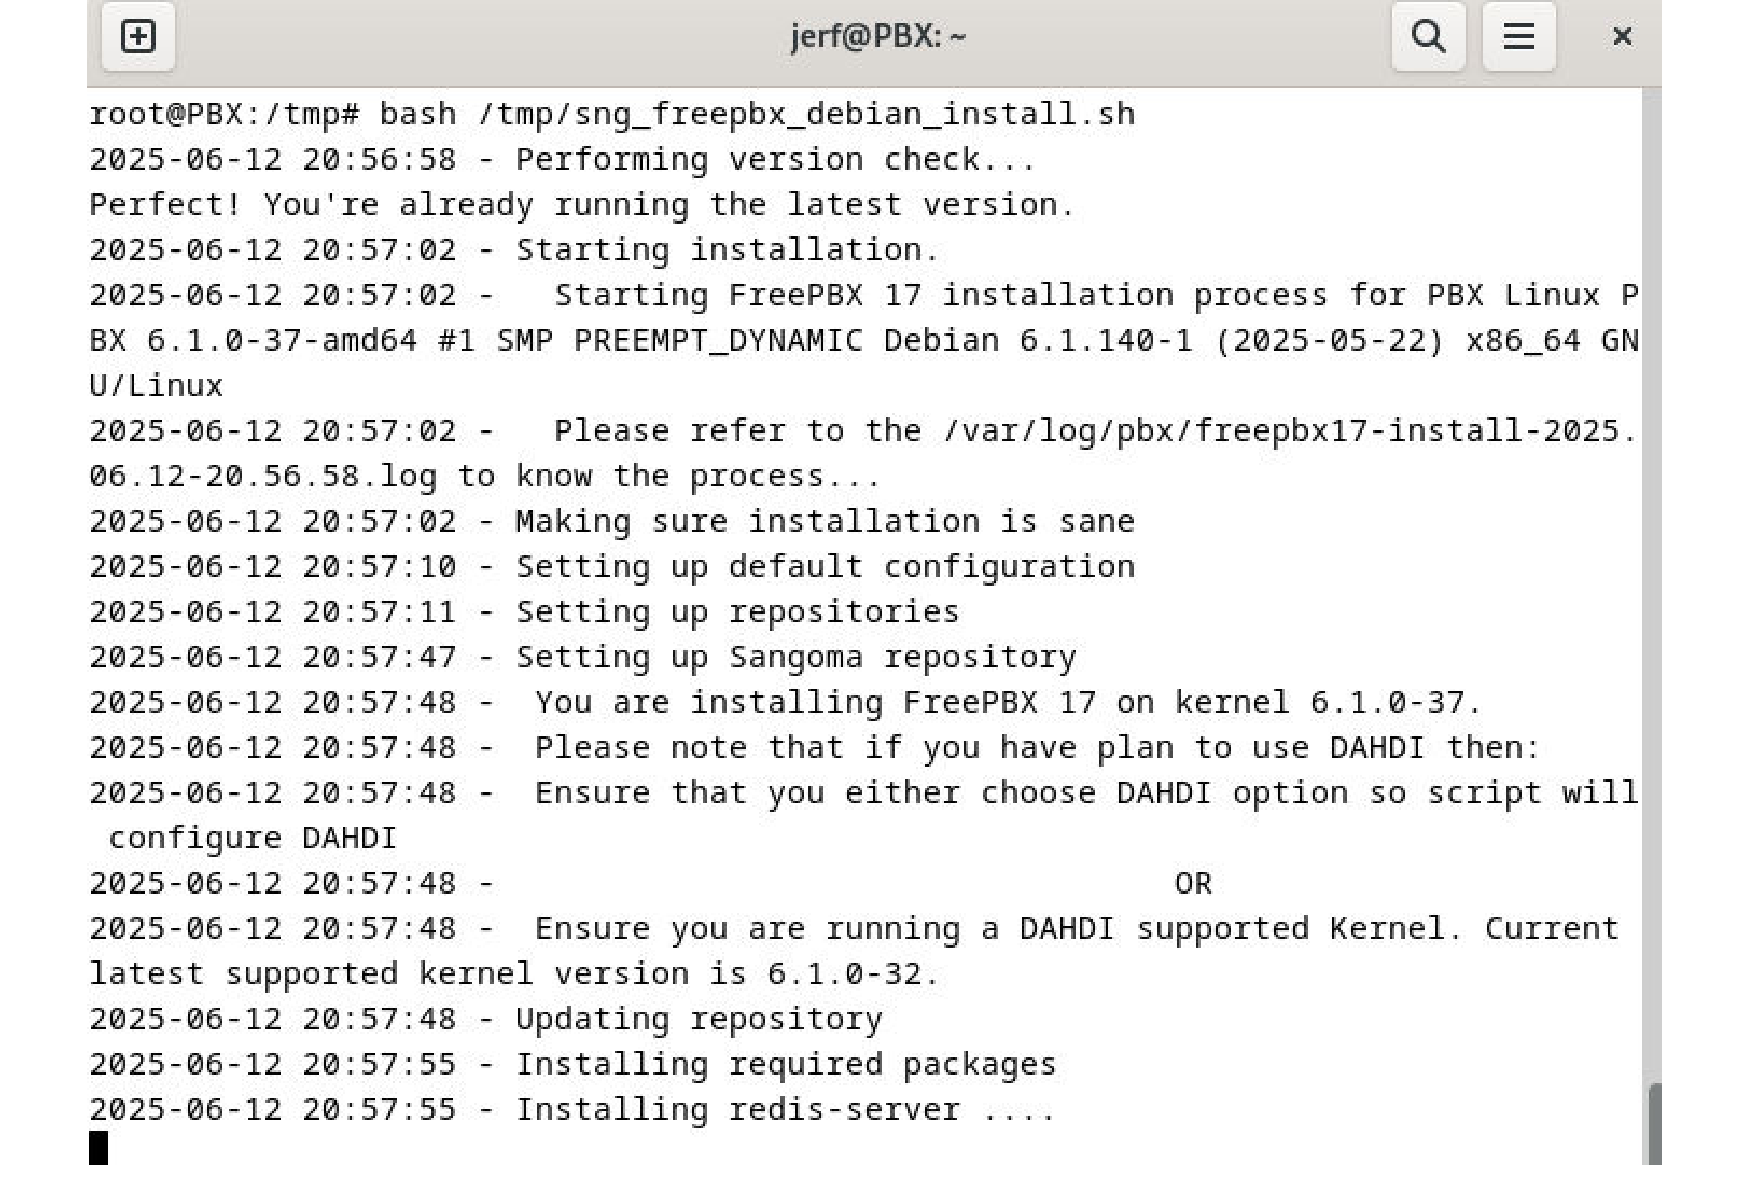 jerf@PBX: ~
root@PBX:/tmp# bash /tmp/sng_freepbx_debian_install.sh
2025-06-12 20:56:58 - Performing version check...
Perfect! You're already running the latest version.
2025-06-12 20:57:02 - Starting installation.
2025-06-12 20:57:02 -   Starting FreePBX 17 installation process for PBX Linux P
BX 6.1.0-37-amd64 #1 SMP PREEMPT_DYNAMIC Debian 6.1.140-1 (2025-05-22) x86_64 GN
U/Linux
2025-06-12 20:57:02 -   Please refer to the /var/log/pbx/freepbx17-install-2025.
06.12-20.56.58.log to know the process...
2025-06-12 20:57:02 - Making sure installation is sane
2025-06-12 20:57:10 - Setting up default configuration
2025-06-12 20:57:11 - Setting up repositories
2025-06-12 20:57:47 - Setting up Sangoma repository
2025-06-12 20:57:48 -  You are installing FreePBX 17 on kernel 6.1.0-37.
2025-06-12 20:57:48 -  Please note that if you have plan to use DAHDI then:
2025-06-12 20:57:48 -  Ensure that you either choose DAHDI option so script will
 configure DAHDI
2025-06-12 20:57:48 -                                   OR
2025-06-12 20:57:48 -  Ensure you are running a DAHDI supported Kernel. Current
latest supported kernel version is 6.1.0-32.
2025-06-12 20:57:48 - Updating repository
2025-06-12 20:57:55 - Installing required packages
2025-06-12 20:57:55 - Installing redis-server ....